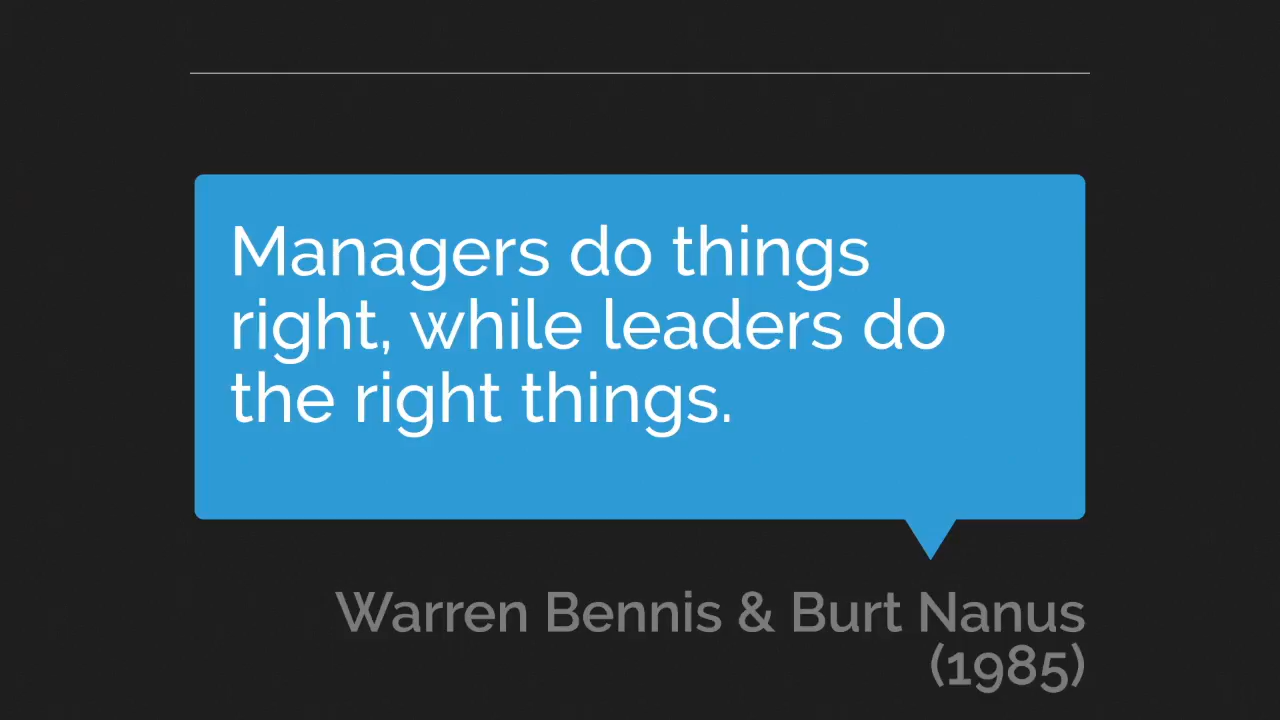 Managers do things
right, while leaders do
the right things.
Warren Bennis & Burt Nanus
(1985)